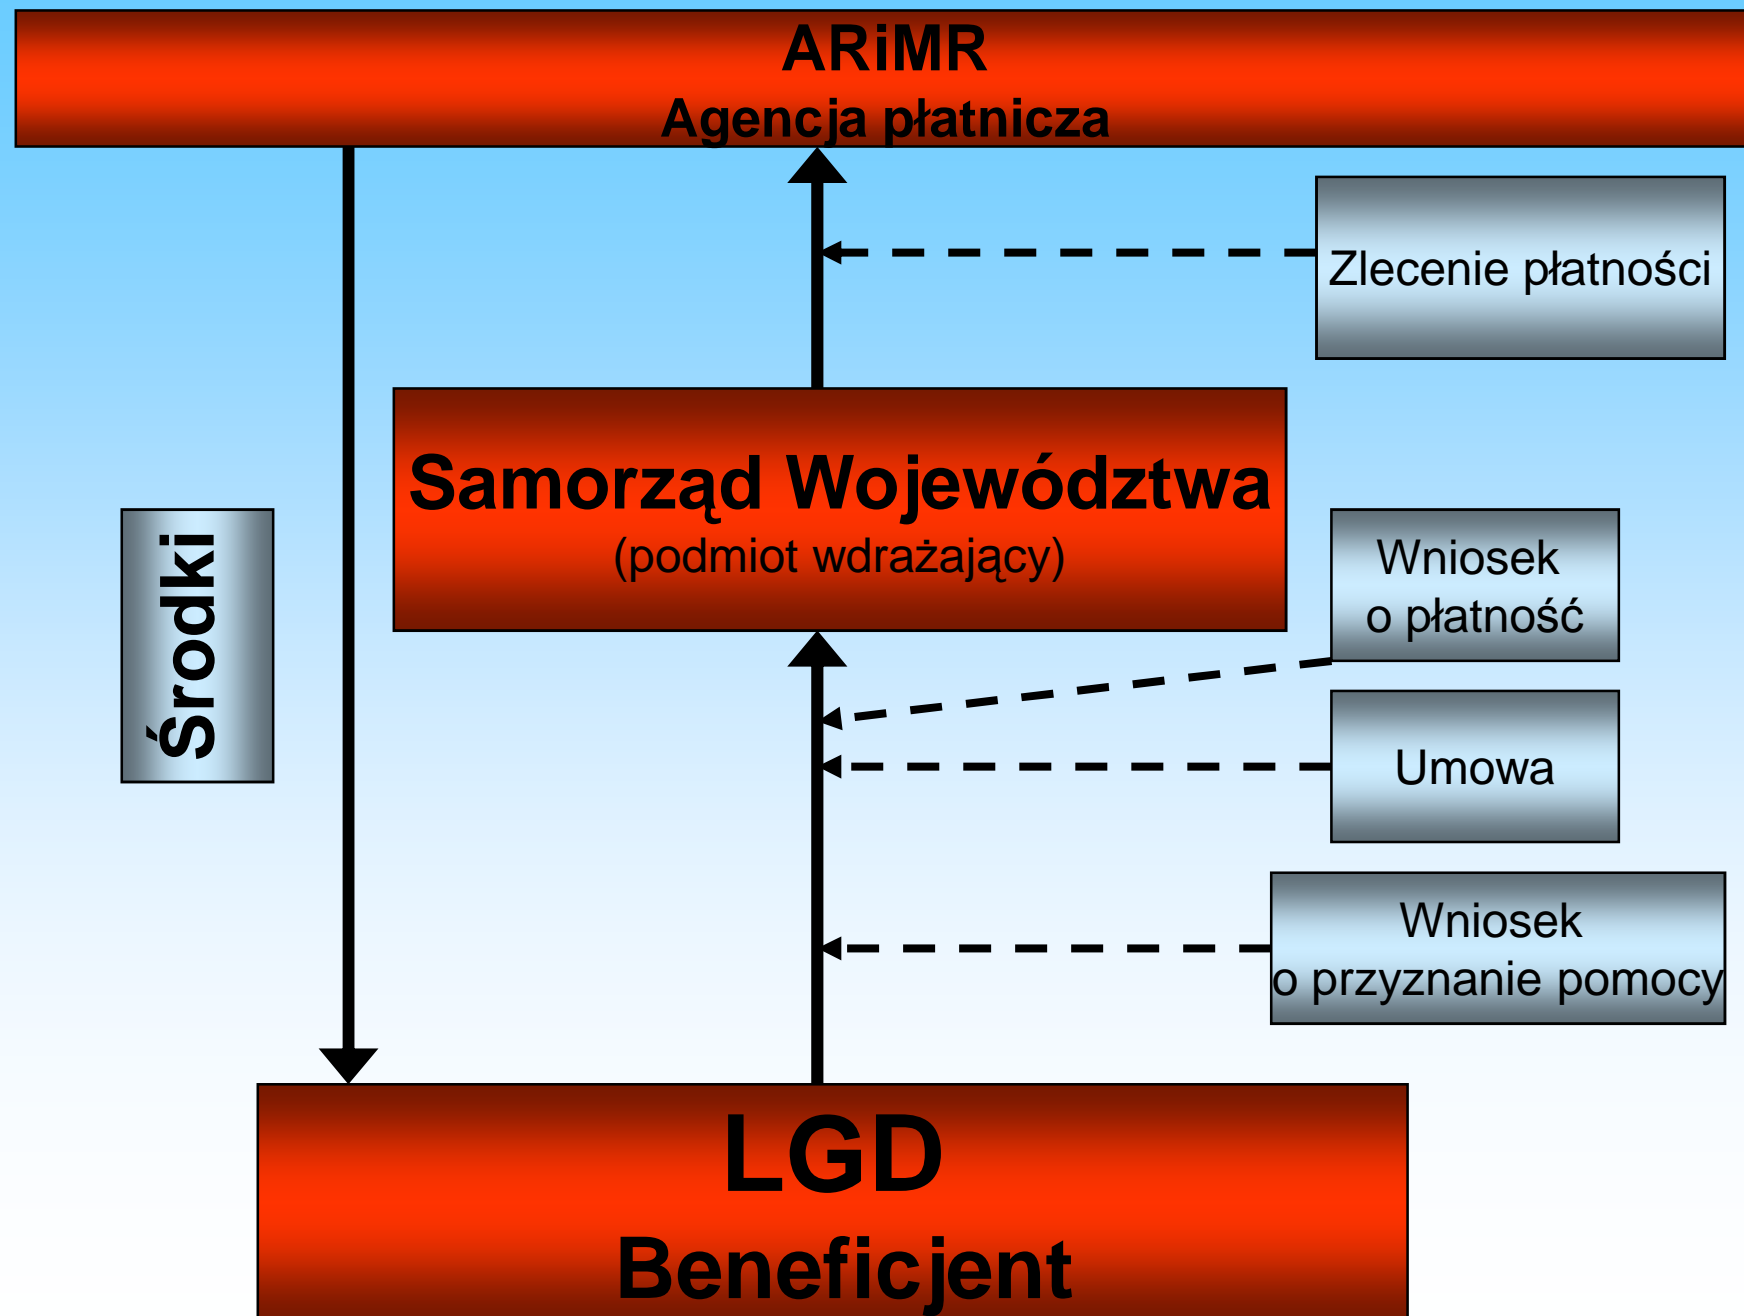 ARiMR
Agencja płatnicza
Zlecenie płatności
Samorząd Województwa
(podmiot wdrażający)
Środki
Wniosek
o płatność
Umowa
Wniosek
o przyznanie pomocy
LGD
Beneficjent